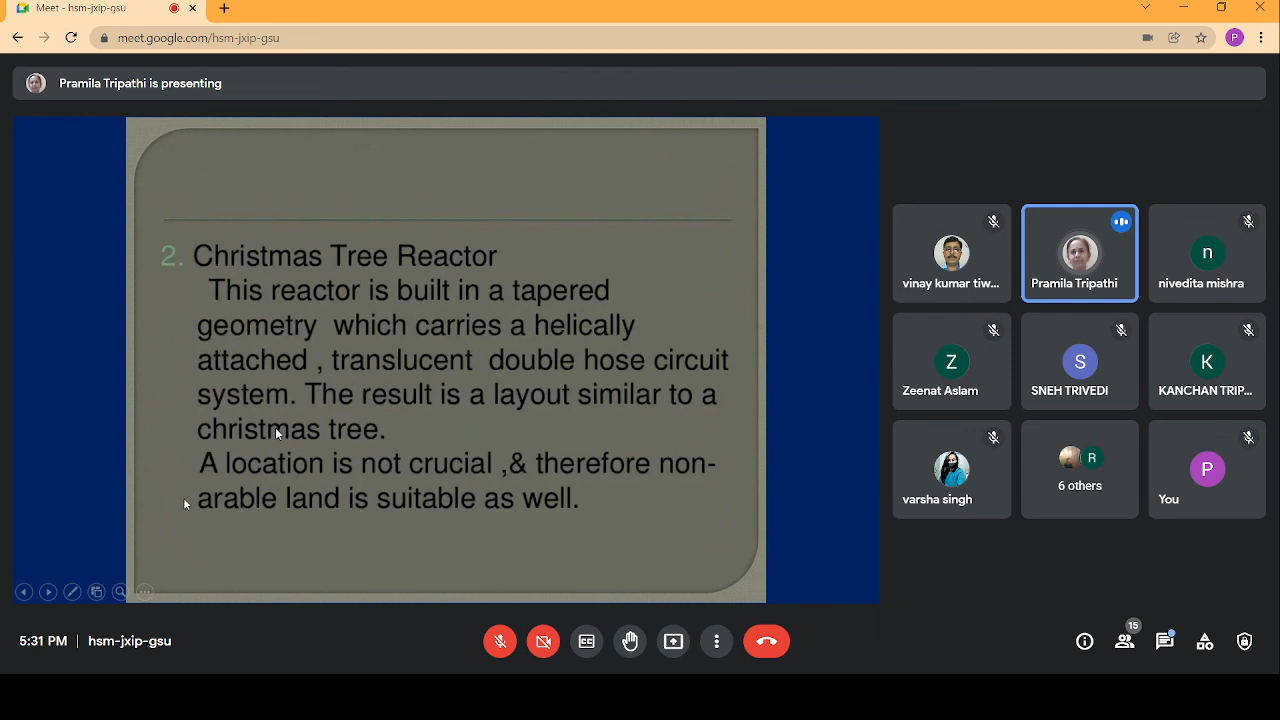 Meet - hsm-jxip-gsu
meet.google.com/hsm-jxip-gsu
P
Pramila Tripathi is presenting
2. Christmas Tree Reactor
This reactor is built in a tapered
geometry which carries a helically
attached , translucent double hose circuit
system. The result is a layout similar to a
christmas tree.
A location is not crucial ,& therefore non-
arable land is suitable as well.
vinay kumar tiw...
Pramila Tripathi
n
nivedita mishra
Z
Zeenat Aslam
S
SNEH TRIVEDI
K
KANCHAN TRIP...
varsha singh
R
6 others
P
You
5:31 PM | hsm-jxip-gsu
CC
15